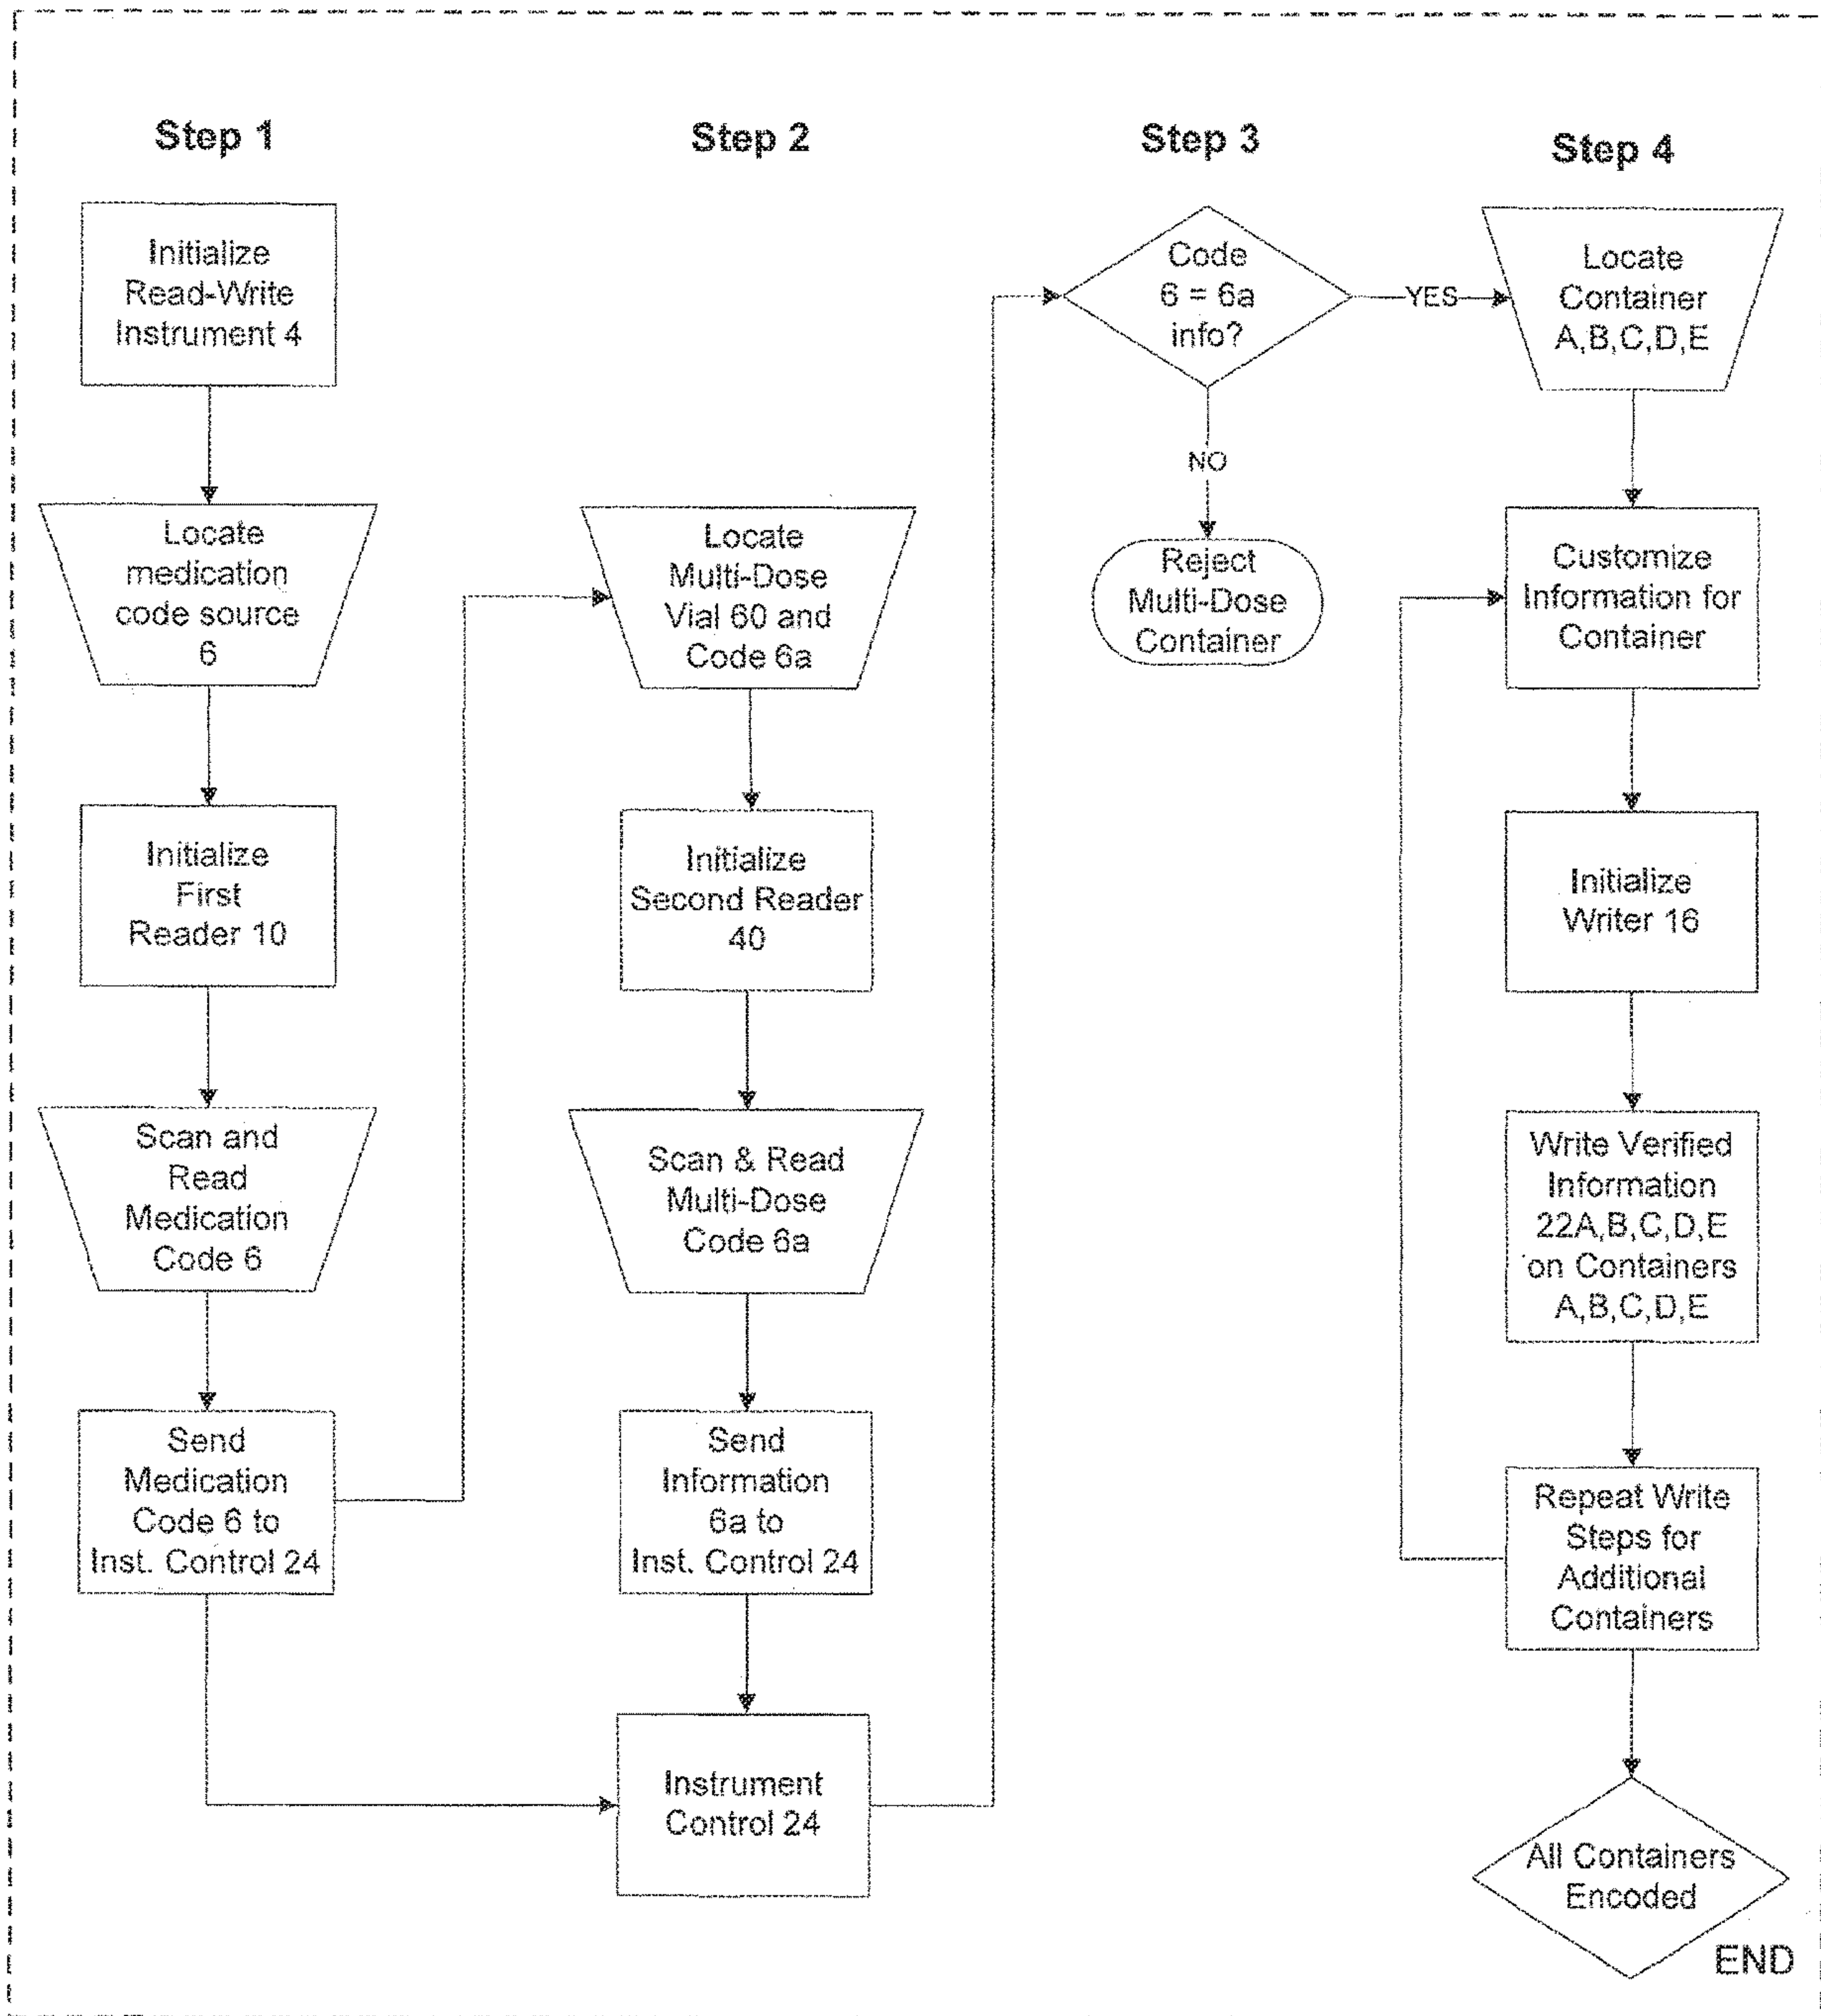 Step 1
Initialize
Read-Write
Instrument 4
Locate
medication
code source
6
Initialize
First
Reader 10
Scan and
Read
Medication
Code 6
Send
Medication
Code 6 to
Inst. Control 24
Step 2
Locate
Multi-Dose
Vial 60 and
Code 6a
Initialize
Second Reader
40
Scan & Read
Multi-Dose
Code 6a
Send
Information
6a to
Inst. Control 24
Instrument
Control 24
Step 3
Code
6 = 6a
info?
YES
NO
Reject
Multi-Dose
Container
Step 4
Locate
Container
A,B,C,D,E
Customize
Information for
Container
Initialize
Writer 16
Write Verified
Information
22A,B,C,D,E
on Containers
A,B,C,D,E
Repeat Write
Steps for
Additional
Containers
All Containers
Encoded
END